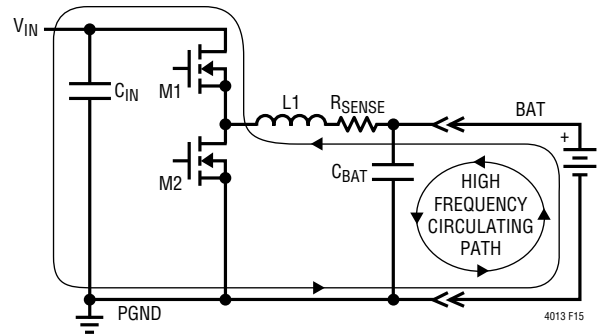 VIN
CIN
M1
L1
RSENSE
BAT
+
M2
CBAT
HIGH
FREQUENCY
CIRCULATING
PATH
PGND
4013 F15